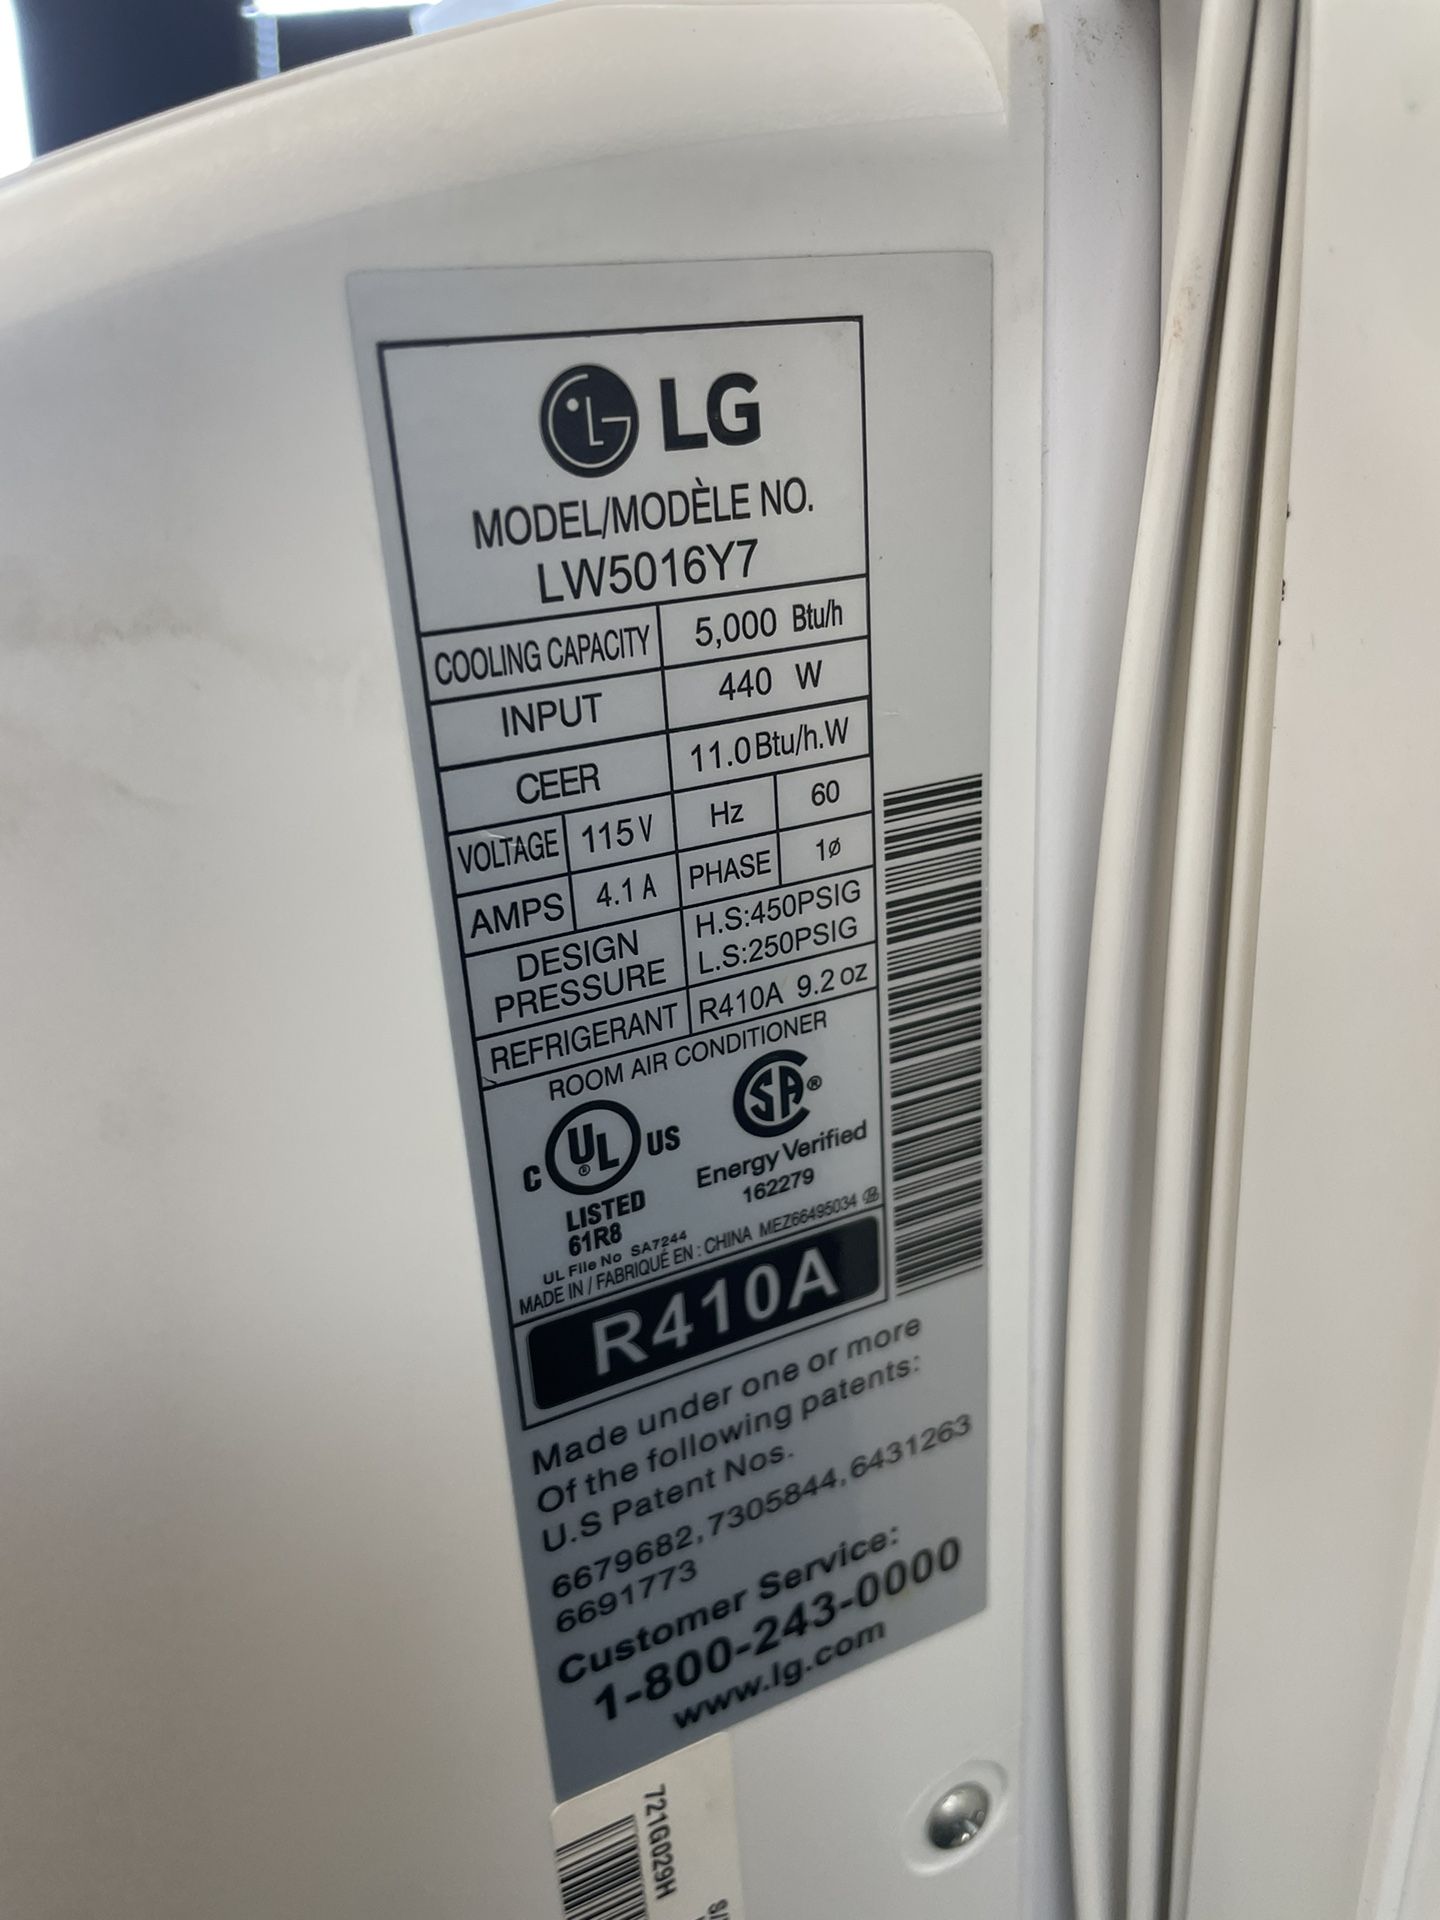 LG
MODEL/MODÈLE NO.
LW5016Y7
COOLING CAPACITY 5,000 Btu/h
INPUT 440 W
CEER 11.0Btu/h.W
VOLTAGE 115V Hz 60
AMPS 4.1 A PHASE 1ø
DESIGN PRESSURE H.S:450PSIG
L.S:250PSIG
REFRIGERANT R410A 9.2 oz
ROOM AIR CONDITIONER
C UL® US
LISTED
61R8
UL File No SA7244
SA®
Energy Verified
162279
MADE IN / FABRIQUÉ EN : CHINA MEZ66495034
R410A
Made under one or more
Of the following patents:
U.S Patent Nos.
6679682, 7305844, 6431263
6691773
Customer Service:
1-800-243-0000
www.lg.com
721G029H
S/